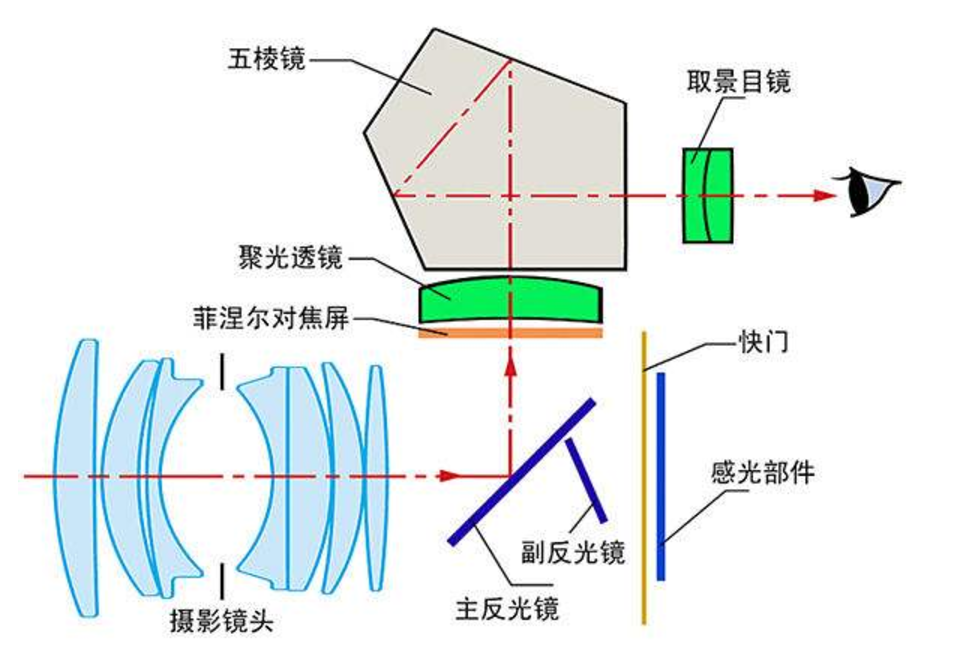 五棱镜
取景目镜
聚光透镜
菲涅尔对焦屏
快门
感光部件
副反光镜
主反光镜
摄影镜头